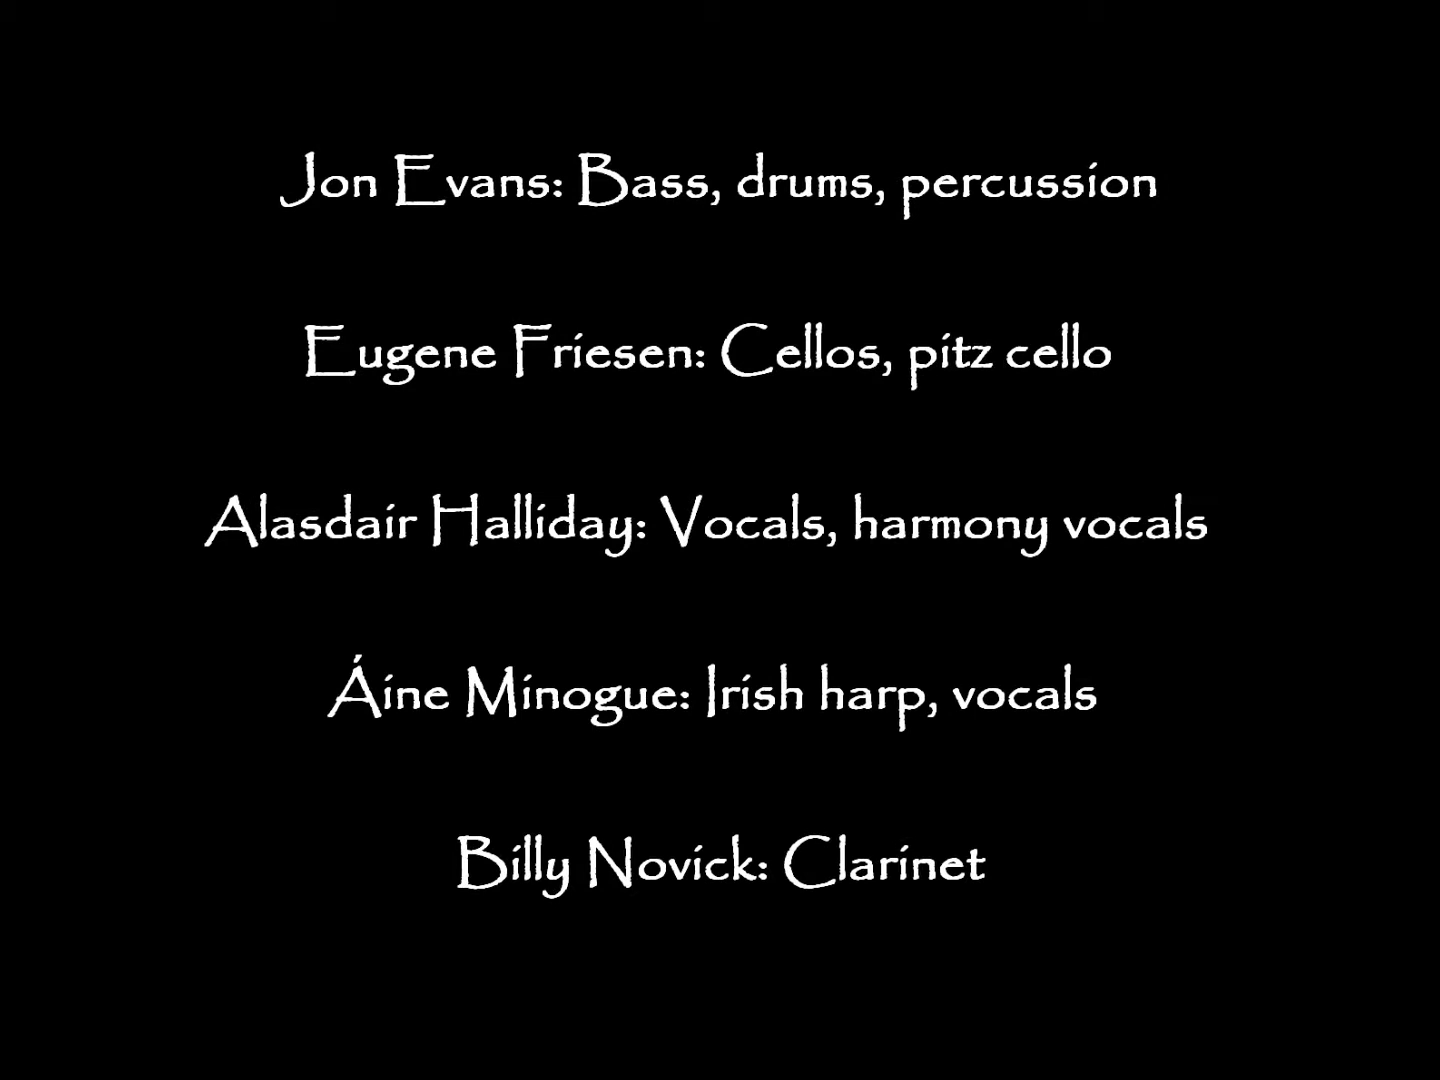 Jon Evans: Bass, drums, percussion
Eugene Friesen: Cellos, pitz cello
Alasdair Halliday: Vocals, harmony vocals
Áine Minogue: Irish harp, vocals
Billy Novick: Clarinet